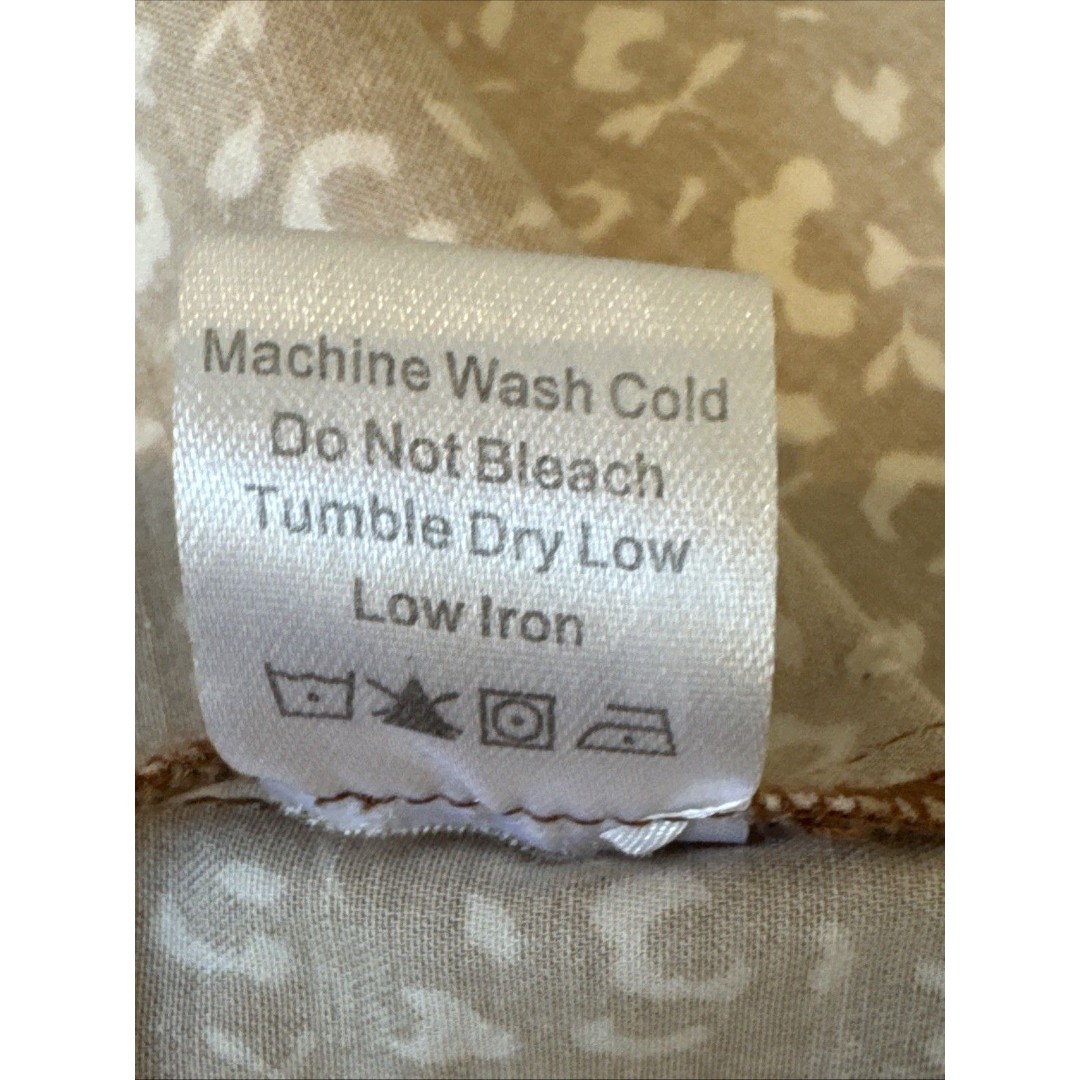 Machine Wash Cold
Do Not Bleach
Tumble Dry Low
Low Iron